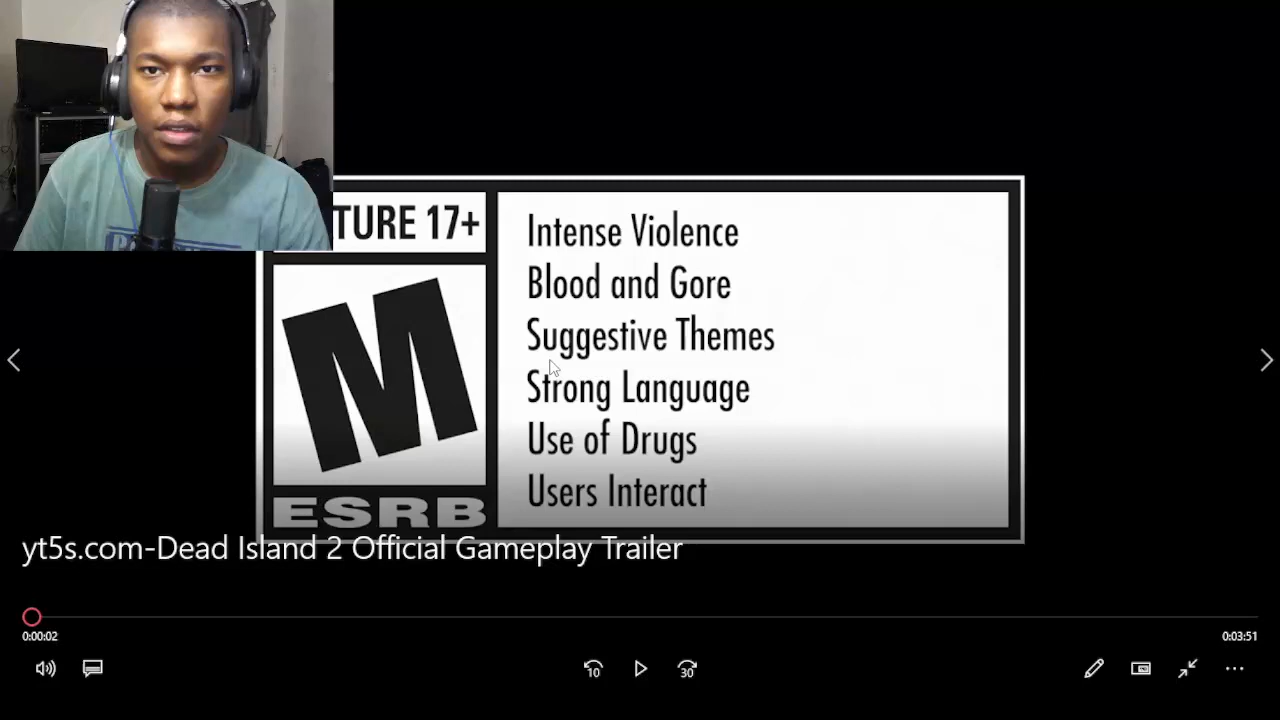 TURE 17+
M
ESRB
Intense Violence
Blood and Gore
Suggestive Themes
Strong Language
Use of Drugs
Users Interact
yt5s.com-Dead Island 2 Official Gameplay Trailer
0:00:02
0:03:51
10
30